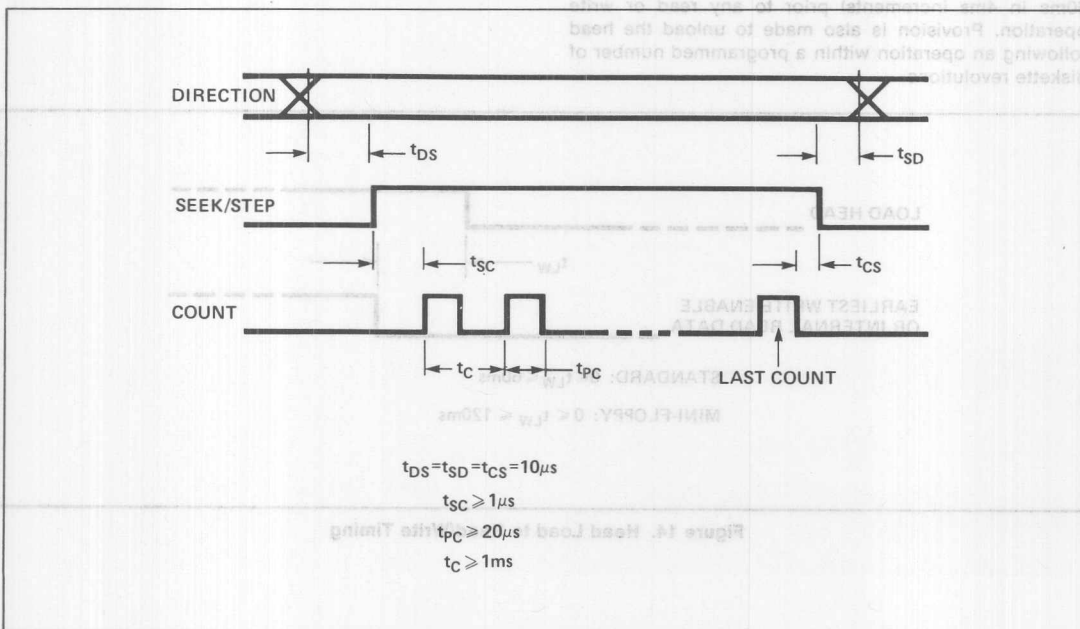 DIRECTION
tDS
tSD
SEEK/STEP
tSC
tCS
COUNT
tC
tPC
LAST COUNT
tDS=tSD=tCS=10μs
tSC⩾1μs
tPC⩾20μs
tC⩾1ms